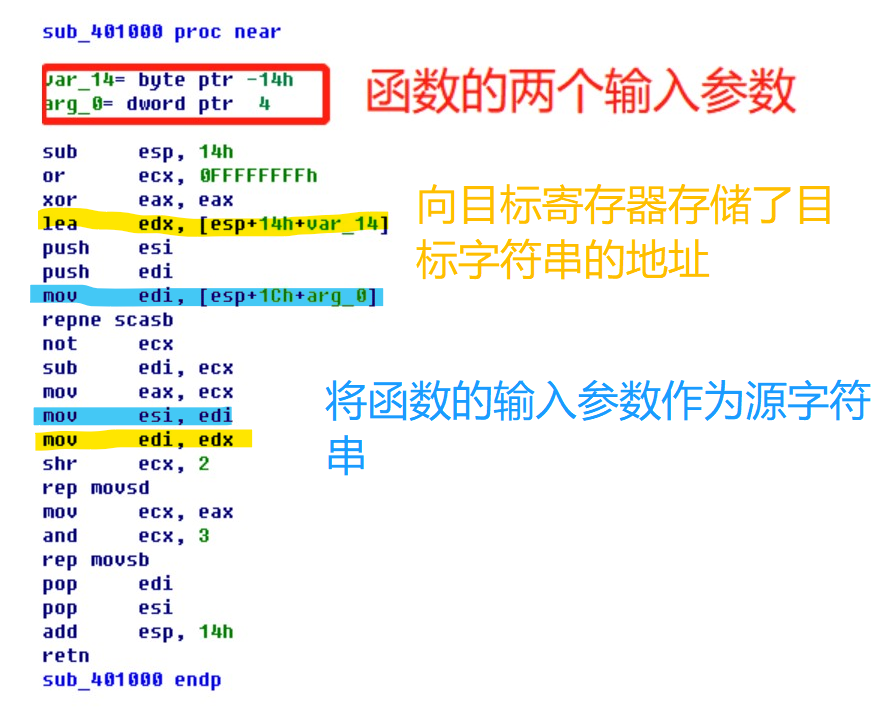 sub_401000 proc near
var_14= byte ptr -14h
arg_0= dword ptr  4
函数的两个输入参数
sub     esp, 14h
or      ecx, 0FFFFFFFFh
xor     eax, eax
lea     edx, [esp+14h+var_14]
向目标寄存器存储了目
标字符串的地址
push    esi
push    edi
mov     edi, [esp+1Ch+arg_0]
repne scasb
not     ecx
sub     edi, ecx
mov     eax, ecx
mov     esi, edi
将函数的输入参数作为源字符
串
mov     edi, edx
shr     ecx, 2
rep movsd
mov     ecx, eax
and     ecx, 3
rep movsb
pop     edi
pop     esi
add     esp, 14h
retn
sub_401000 endp